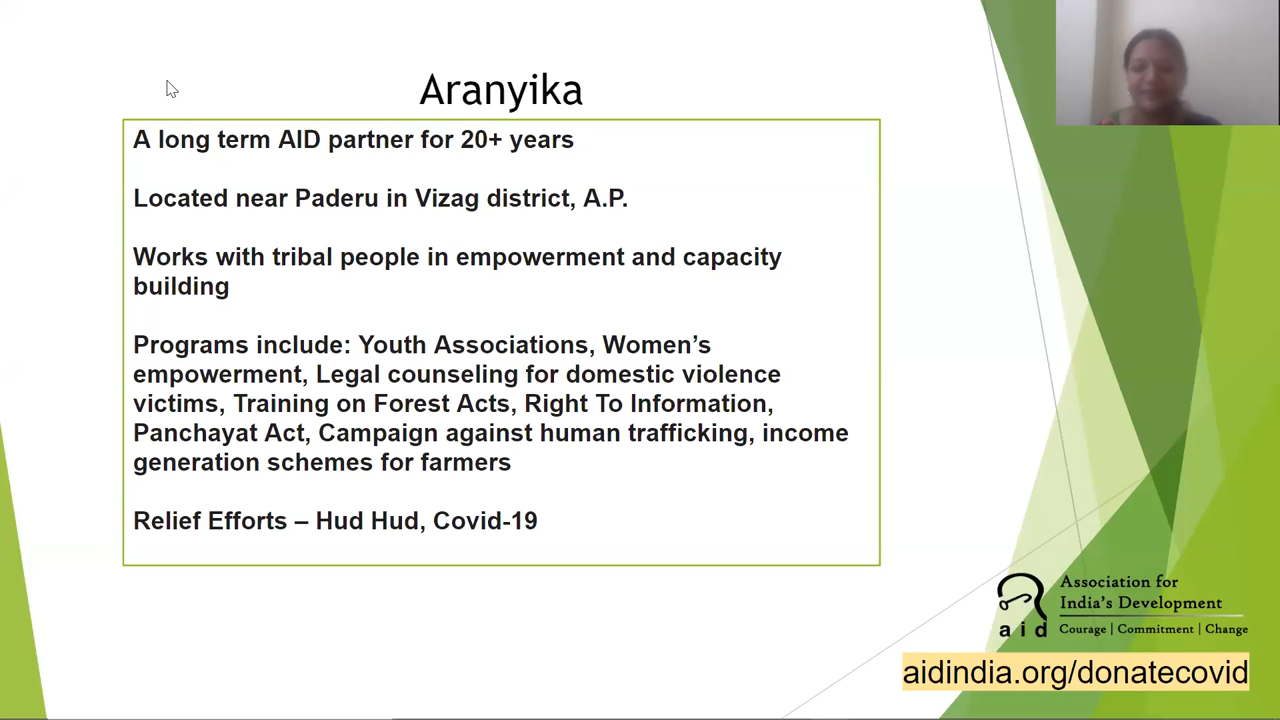 Aranyika
A long term AID partner for 20+ years
Located near Paderu in Vizag district, A.P.
Works with tribal people in empowerment and capacity
building
Programs include: Youth Associations, Women’s
empowerment, Legal counseling for domestic violence
victims, Training on Forest Acts, Right To Information,
Panchayat Act, Campaign against human trafficking, income
generation schemes for farmers
Relief Efforts – Hud Hud, Covid-19
Association for
India's Development
aid
Courage | Commitment | Change
aidindia.org/donatecovid